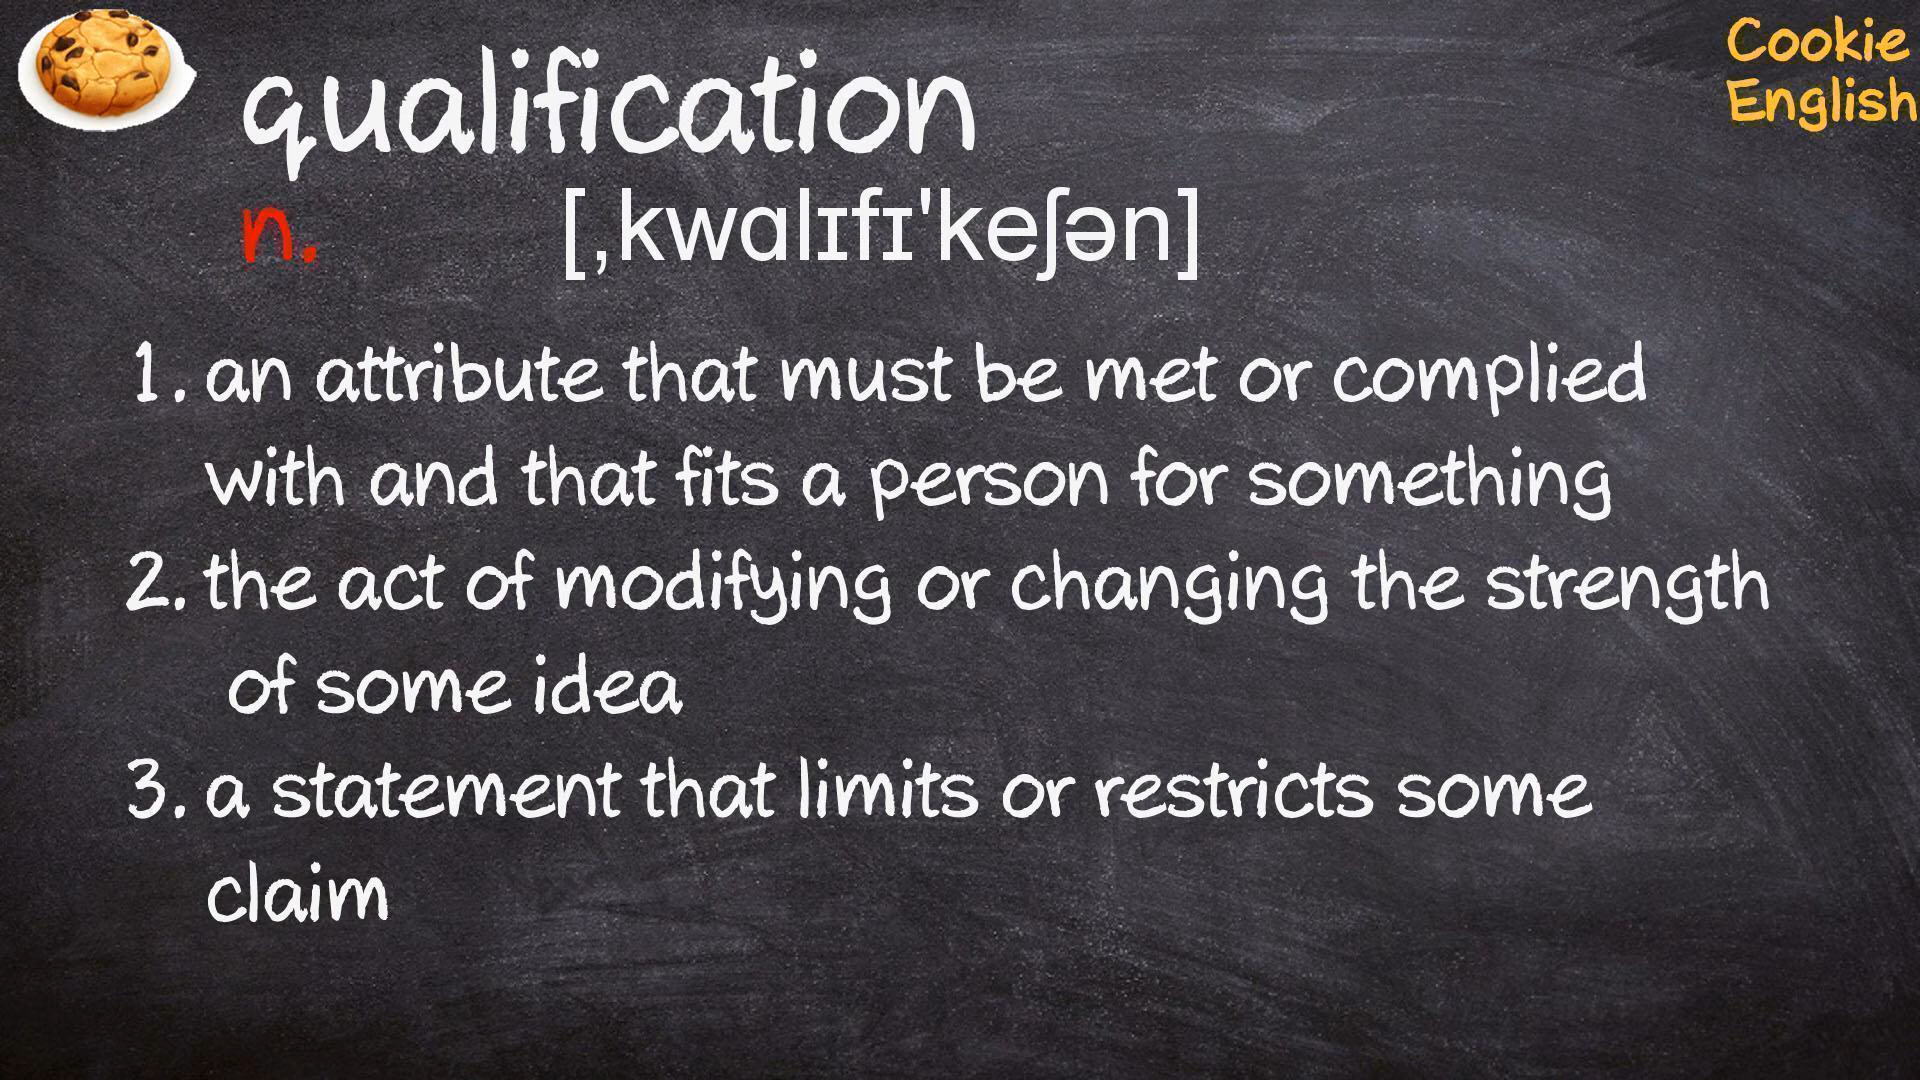 Cookie
English
qualification
n. [ˌkwɑlɪfɪ'keʃən]
1. an attribute that must be met or complied
with and that fits a person for something
2. the act of modifying or changing the strength
of some idea
3. a statement that limits or restricts some
claim